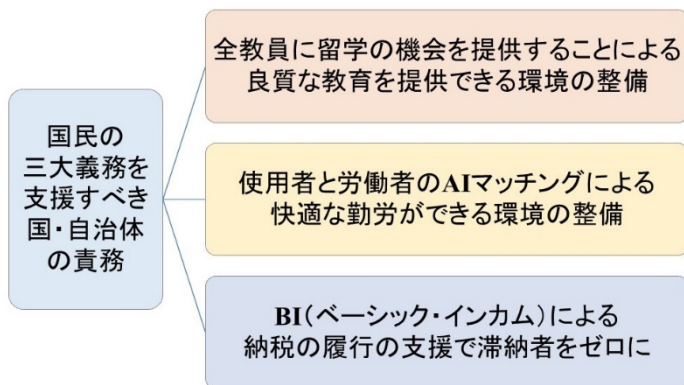 国民の
三大義務を
支援すべき
国・自治体
の責務
全教員に留学の機会を提供することによる
良質な教育を提供できる環境の整備
使用者と労働者のAIマッチングによる
快適な勤労ができる環境の整備
BI(ベーシック・インカム)による
納税の履行の支援で滞納者をゼロに